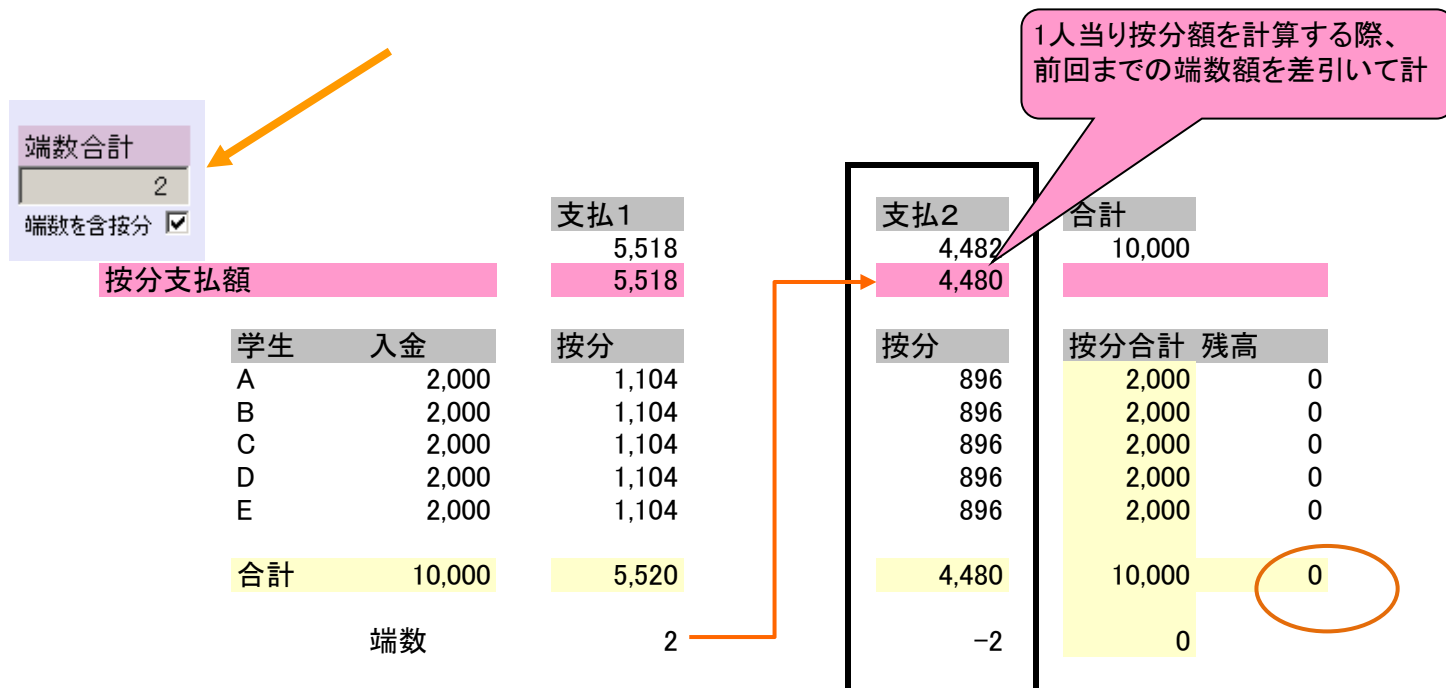 1人当り按分額を計算する際、
前回までの端数額を差引いて計
端数合計
2
端数を含按分
支払1 支払2 合計
5,518 4,482 10,000
按分支払額 5,518 4,480
学生 入金 按分 按分 按分合計 残高
A 2,000 1,104 896 2,000 0
B 2,000 1,104 896 2,000 0
C 2,000 1,104 896 2,000 0
D 2,000 1,104 896 2,000 0
E 2,000 1,104 896 2,000 0
合計 10,000 5,520 4,480 10,000 0
端数 2 -2 0